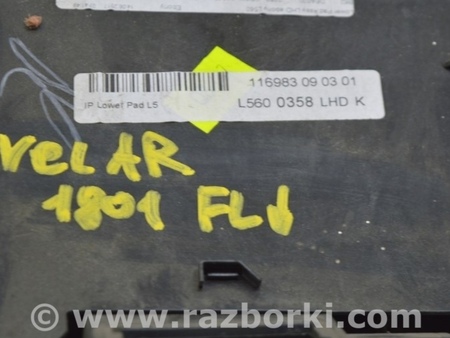 116983 09 03 01
IP Lower Pad L5
L560 0358 LHD K
VELAR
1801 FL↓
© www.razborki.com